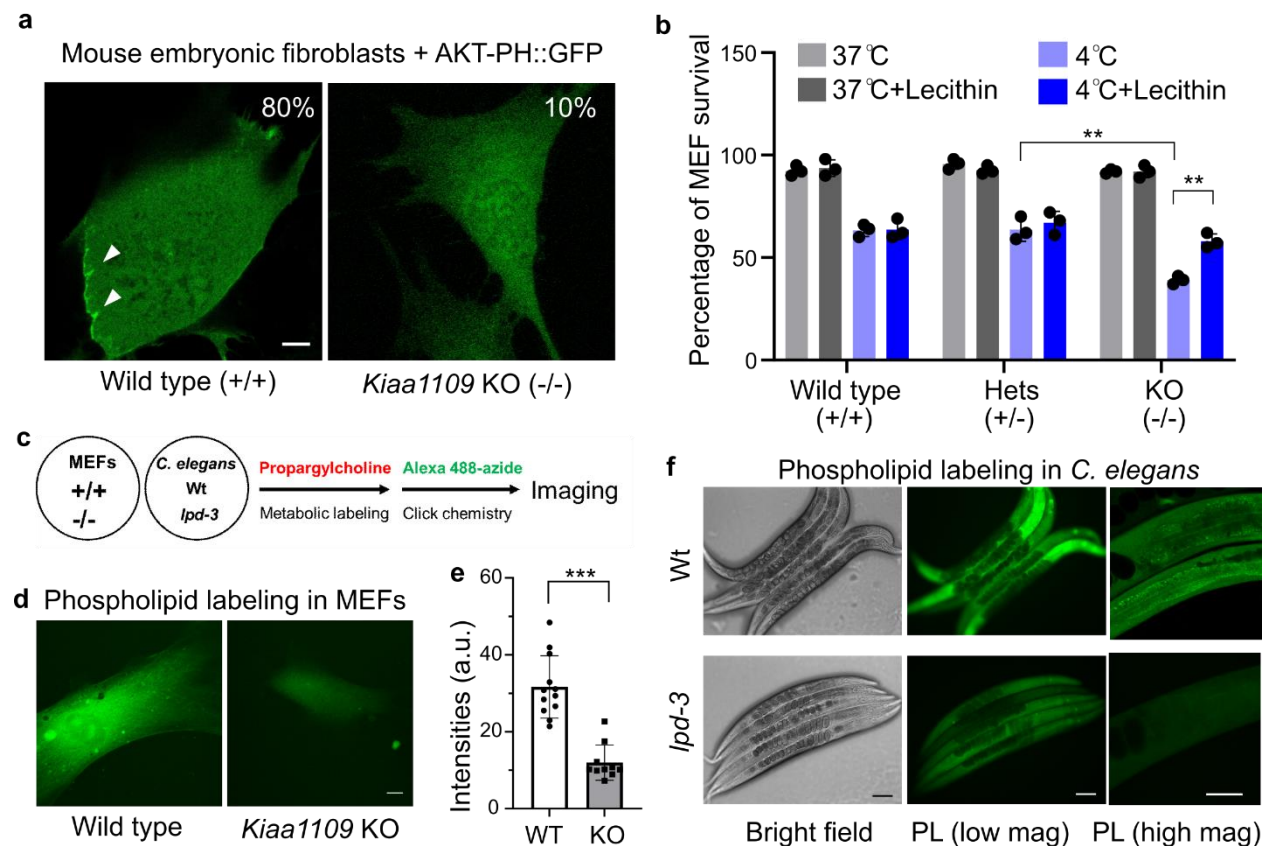 a
Mouse embryonic fibroblasts + AKT-PH::GFP
80%
10%
Wild type (+/+)
Kiaa1109 KO (-/-)
b
Percentage of MEF survival
150
100
50
0
37°C
37°C+Lecithin
4°C
4°C+Lecithin
**
**
Wild type
(+/+)
Hets
(+/-)
KO
(-/-)
c
MEFs
+/+
-/-
C. elegans
Wt
lpd-3
Propargylcholine
Metabolic labeling
Alexa 488-azide
Click chemistry
Imaging
d
Phospholipid labeling in MEFs
Wild type
Kiaa1109 KO
e
Intensities (a.u.)
60
40
20
0
***
WT
KO
f
Phospholipid labeling in C. elegans
Wt
lpd-3
Bright field
PL (low mag)
PL (high mag)